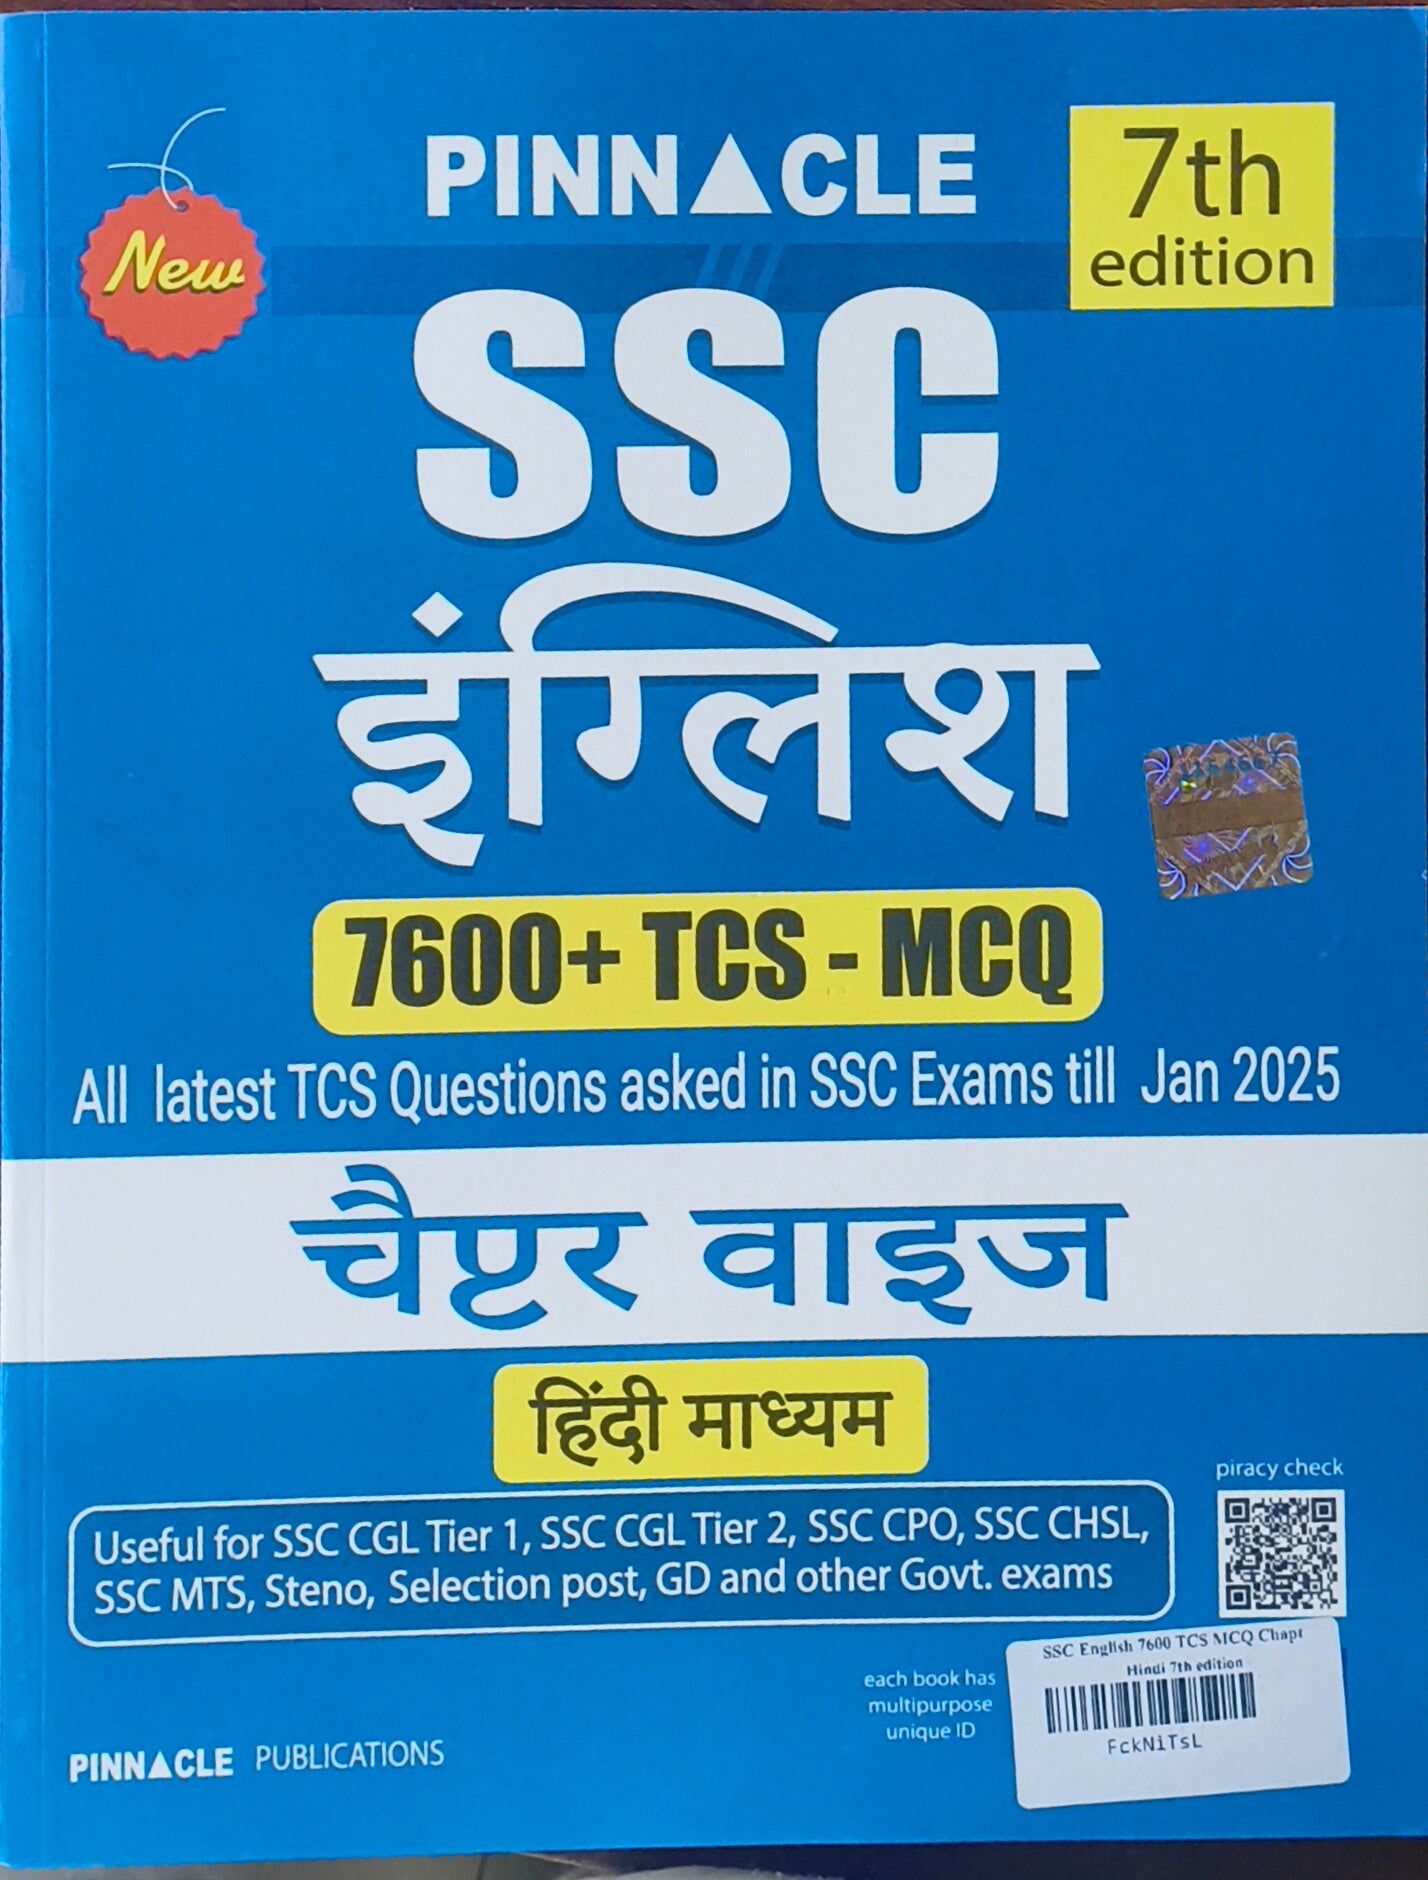 New
PINNACLE
7th
edition
SSC
इंग्लिश
7600+ TCS - MCQ
All latest TCS Questions asked in SSC Exams till Jan 2025
चैप्टर वाइज
हिंदी माध्यम
piracy check
Useful for SSC CGL Tier 1, SSC CGL Tier 2, SSC CPO, SSC CHSL,
SSC MTS, Steno, Selection post, GD and other Govt. exams
each book has
multipurpose
unique ID
SSC English 7600 TCS MCQ Chapt
Hindi 7th edition
FckNiTsL
PINNACLE PUBLICATIONS